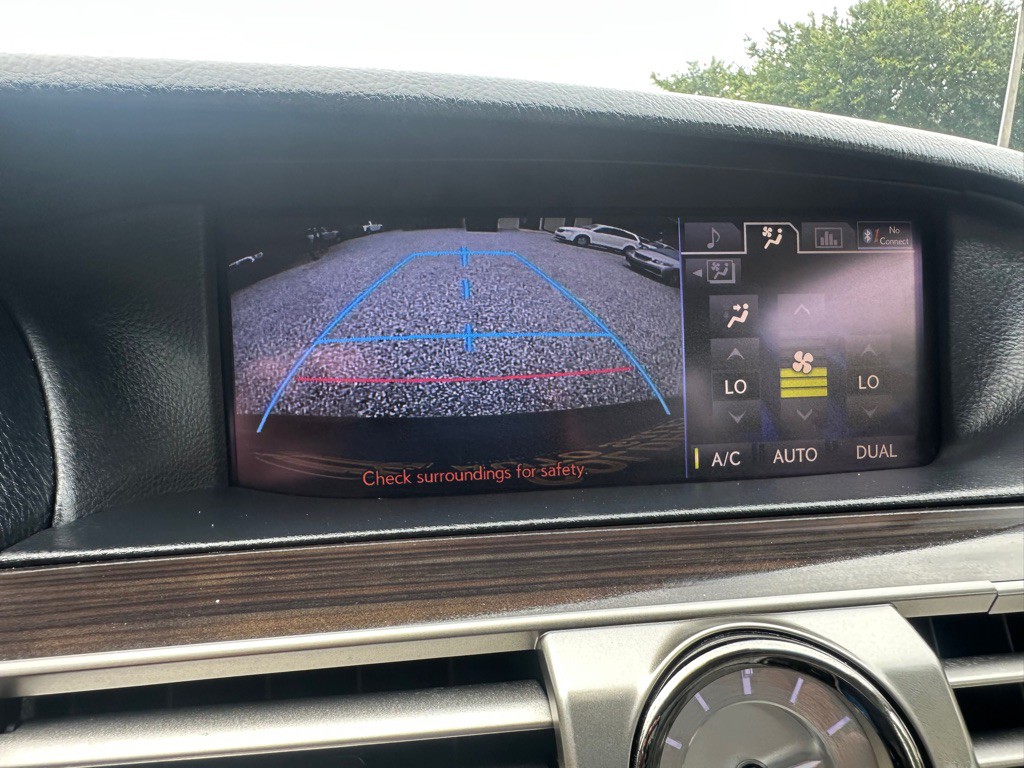 No
Connect
LO
LO
A/C
AUTO
DUAL
Check surroundings for safety.